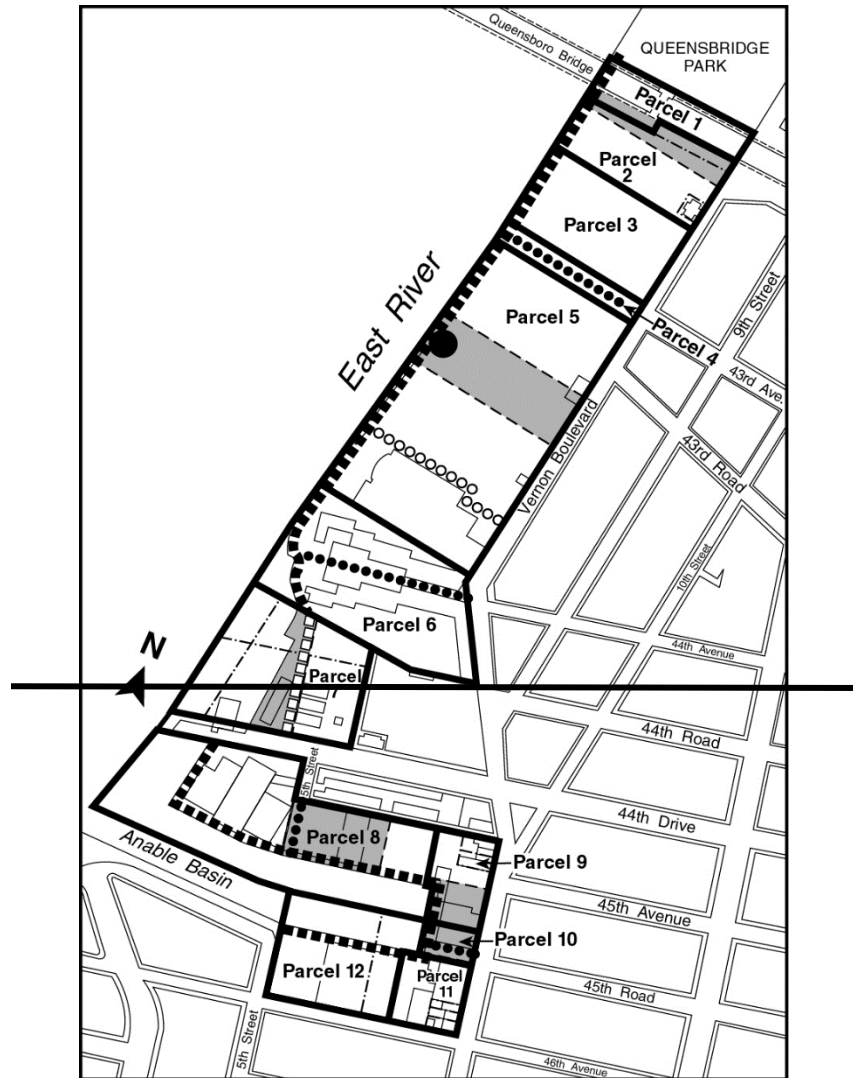 QUEENSBRIDGE
PARK
Queensboro Bridge
Parcel 1
Parcel
2
Parcel 3
9th Street
East River
Parcel 5
Parcel 4
43rd Ave.
Vernon Boulevard
43rd Road
10th Street
Parcel 6
44th Avenue
N
Parcel
44th Road
5th Street
44th Drive
Parcel 8
Anable Basin
Parcel 9
45th Avenue
Parcel 10
Parcel 12
Parcel
11
45th Road
5th Street
46th Avenue